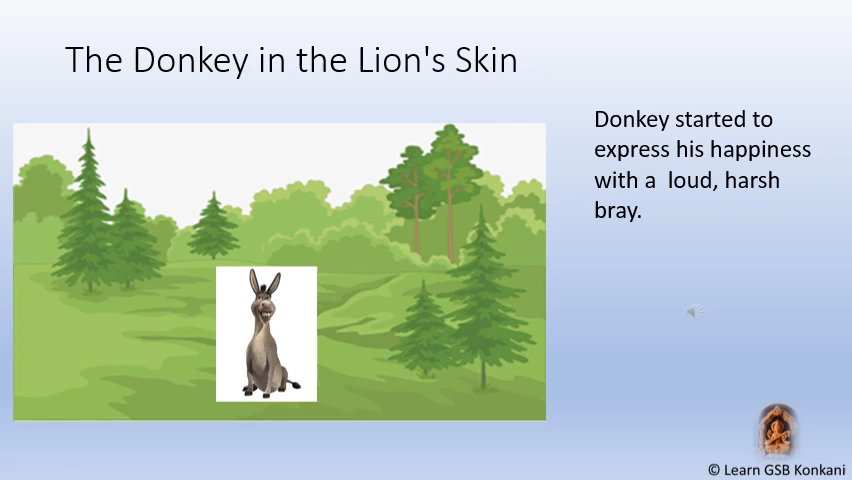 The Donkey in the Lion's Skin
Donkey started to
express his happiness
with a  loud, harsh
bray.
© Learn GSB Konkani